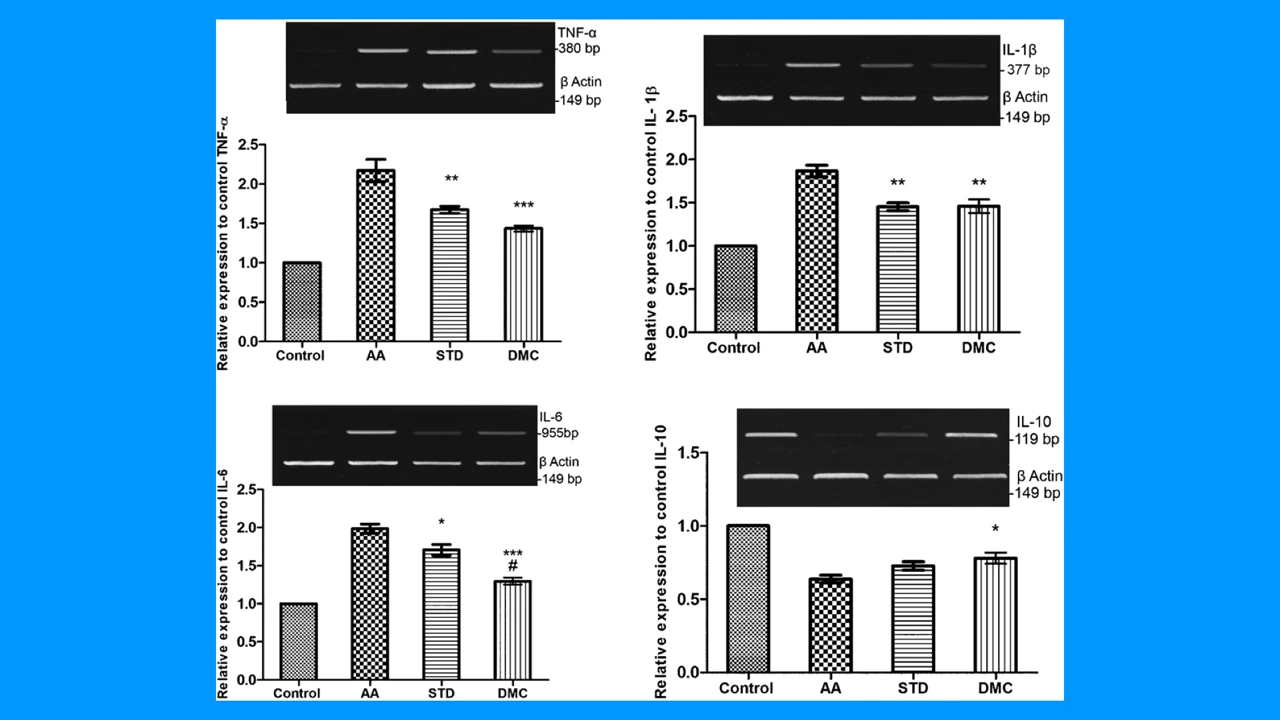 TNF-α
380 bp
β Actin
149 bp
Relative expression to control TNF-α
2.5
2.0
1.5
1.0
0.5
0.0
**
***
Control AA STD DMC
IL-1β
377 bp
β Actin
149 bp
Relative expression to control IL- 1β
2.5
2.0
1.5
1.0
0.5
0.0
**
**
Control AA STD DMC
IL-6
955bp
β Actin
149 bp
Relative expression to control IL-6
2.5
2.0
1.5
1.0
0.5
0.0
*
***
#
Control AA STD DMC
IL-10
119 bp
β Actin
149 bp
Relative expression to control IL-10
1.5
1.0
0.5
0.0
*
Control AA STD DMC